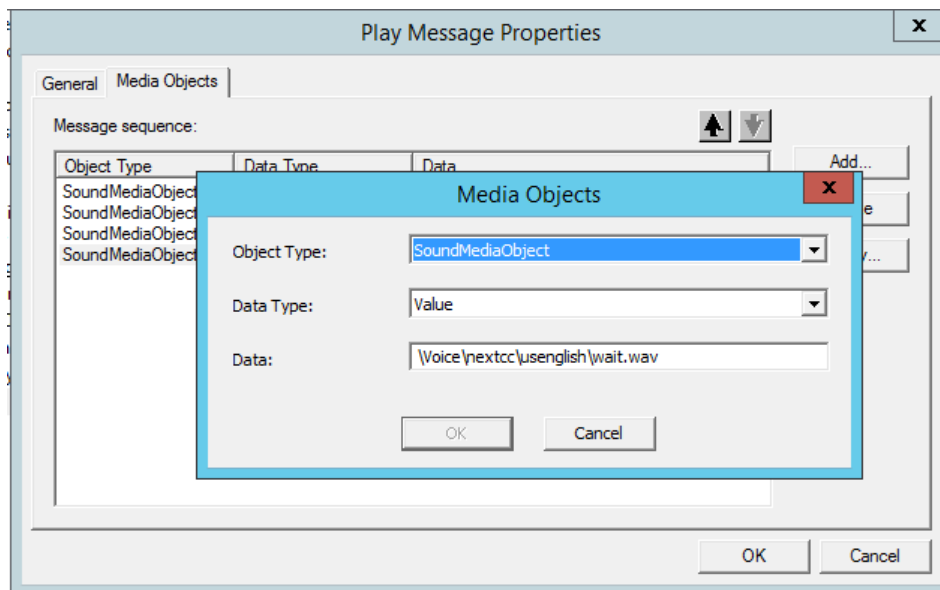 Play Message Properties
x
General
Media Objects
Message sequence:
Add...
Object Type
Data Type
Data
SoundMediaObject
SoundMediaObject
SoundMediaObject
SoundMediaObject
Media Objects
x
Object Type:
SoundMediaObject
Data Type:
Value
Data:
\Voice\nextcc\usenglish\wait.wav
OK
Cancel
OK
Cancel